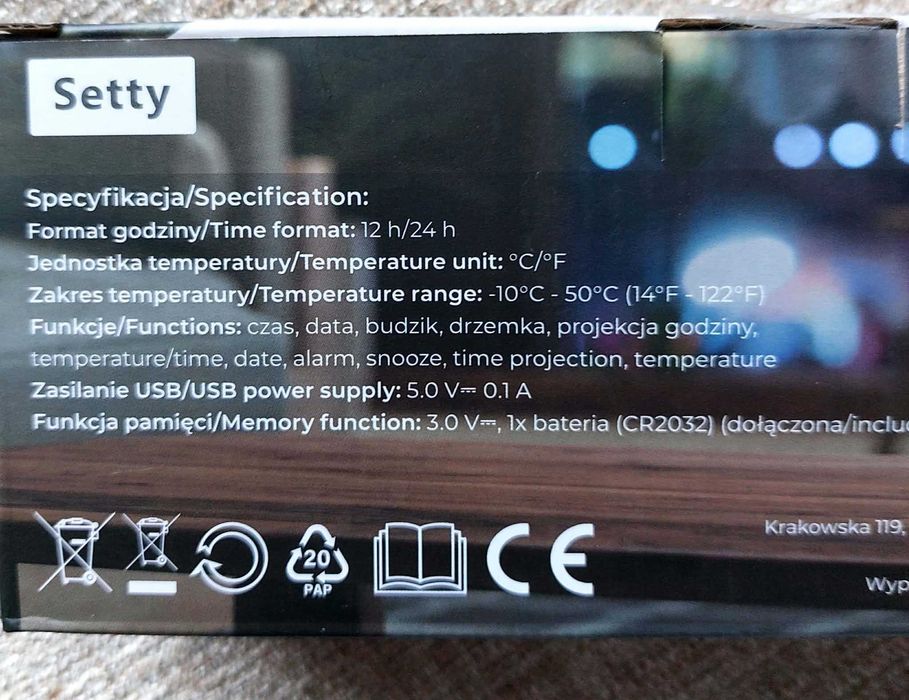 Setty
Specyfikacja/Specification:
Format godziny/Time format: 12 h/24 h
Jednostka temperatury/Temperature unit: °C/°F
Zakres temperatury/Temperature range: -10°C - 50°C (14°F - 122°F)
Funkcje/Functions: czas, data, budzik, drzemka, projekcja godziny,
temperature/time, date, alarm, snooze, time projection, temperature
Zasilanie USB/USB power supply: 5.0 V⎓ 0.1 A
Funkcja pamięci/Memory function: 3.0 V⎓, 1x bateria (CR2032) (dołączona/includ
20
PAP
CE
Krakowska 119,
Wyp